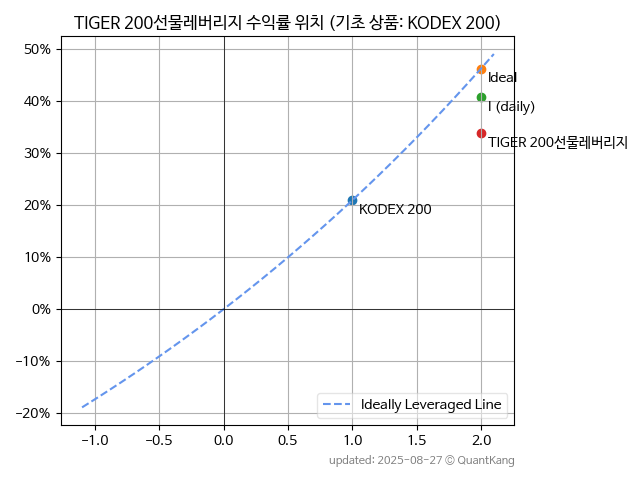 TIGER 200선물레버리지 수익률 위치 (기초 상품: KODEX 200)
50%
Ideal
40%
I (daily)
TIGER 200선물레버리지
30%
20%
KODEX 200
10%
0%
-10%
-20%
Ideally Leveraged Line
-1.0 -0.5 0.0 0.5 1.0 1.5 2.0
updated: 2025-08-27 © QuantKang